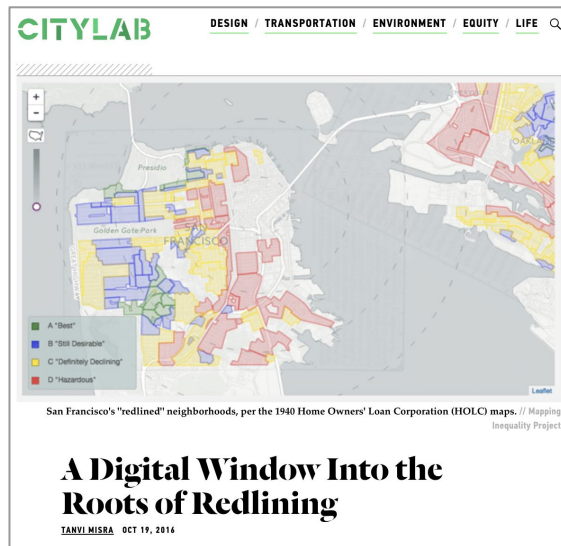 CITYLAB
DESIGN / TRANSPORTATION / ENVIRONMENT / EQUITY / LIFE
+
-
Presidio
Golden Gate Park
SAN
FRANCISCO
A "Best"
B "Still Desirable"
C "Definitely Declining"
D "Hazardous"
Leaflet
San Francisco's "redlined" neighborhoods, per the 1940 Home Owners' Loan Corporation (HOLC) maps. // Mapping
Inequality Project
A Digital Window Into the
Roots of Redlining
TANVI MISRA OCT 19, 2016